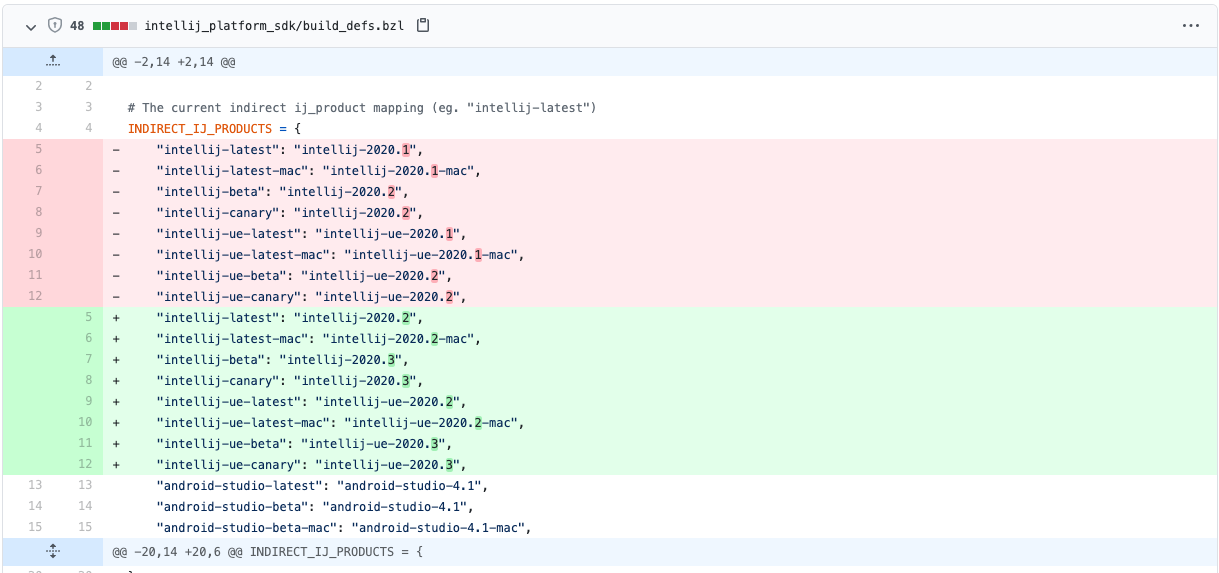 48 intellij_platform_sdk/build_defs.bzl
@@ -2,14 +2,14 @@
2 2
3 3 # The current indirect ij_product mapping (eg. "intellij-latest")
4 4 INDIRECT_IJ_PRODUCTS = {
5 - "intellij-latest": "intellij-2020.1",
6 - "intellij-latest-mac": "intellij-2020.1-mac",
7 - "intellij-beta": "intellij-2020.2",
8 - "intellij-canary": "intellij-2020.2",
9 - "intellij-ue-latest": "intellij-ue-2020.1",
10 - "intellij-ue-latest-mac": "intellij-ue-2020.1-mac",
11 - "intellij-ue-beta": "intellij-ue-2020.2",
12 - "intellij-ue-canary": "intellij-ue-2020.2",
5 + "intellij-latest": "intellij-2020.2",
6 + "intellij-latest-mac": "intellij-2020.2-mac",
7 + "intellij-beta": "intellij-2020.3",
8 + "intellij-canary": "intellij-2020.3",
9 + "intellij-ue-latest": "intellij-ue-2020.2",
10 + "intellij-ue-latest-mac": "intellij-ue-2020.2-mac",
11 + "intellij-ue-beta": "intellij-ue-2020.3",
12 + "intellij-ue-canary": "intellij-ue-2020.3",
13 13 "android-studio-latest": "android-studio-4.1",
14 14 "android-studio-beta": "android-studio-4.1",
15 15 "android-studio-beta-mac": "android-studio-4.1-mac",
@@ -20,14 +20,6 @@ INDIRECT_IJ_PRODUCTS = {